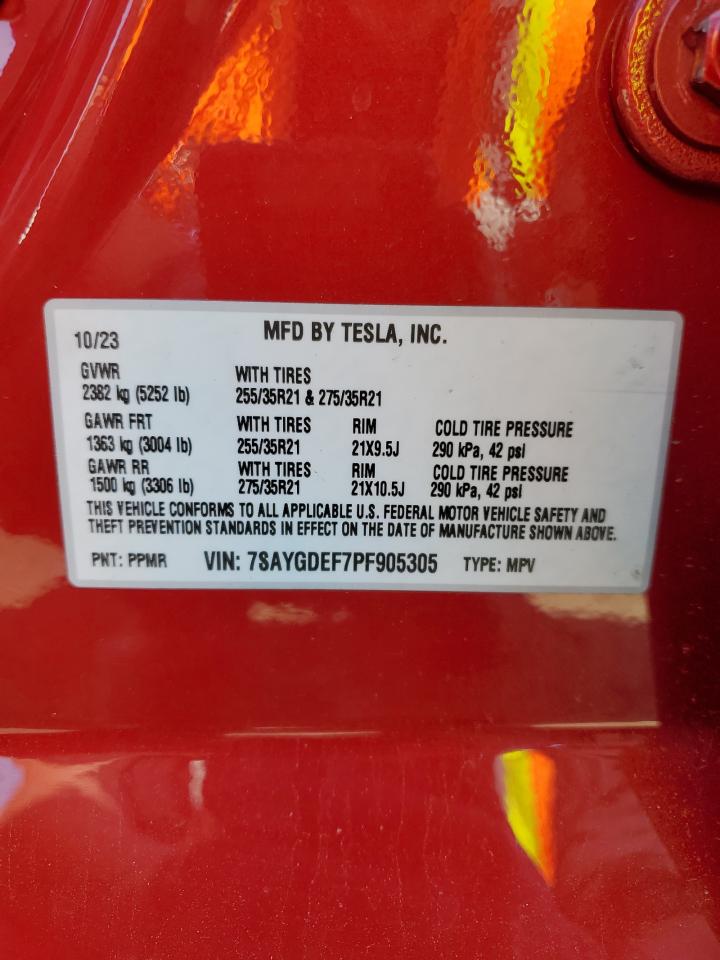 10/23 MFD BY TESLA, INC.
GVWR WITH TIRES
2382 kg (5252 lb) 255/35R21 & 275/35R21
GAWR FRT WITH TIRES RIM COLD TIRE PRESSURE
1363 kg (3004 lb) 255/35R21 21X9.5J 290 kPa, 42 psi
GAWR RR WITH TIRES RIM COLD TIRE PRESSURE
1500 kg (3306 lb) 275/35R21 21X10.5J 290 kPa, 42 psi
THIS VEHICLE CONFORMS TO ALL APPLICABLE U.S. FEDERAL MOTOR VEHICLE SAFETY AND
THEFT PREVENTION STANDARDS IN EFFECT ON THE DATE OF MANUFACTURE SHOWN ABOVE.
PNT: PPMR VIN: 7SAYGDEF7PF905305 TYPE: MPV